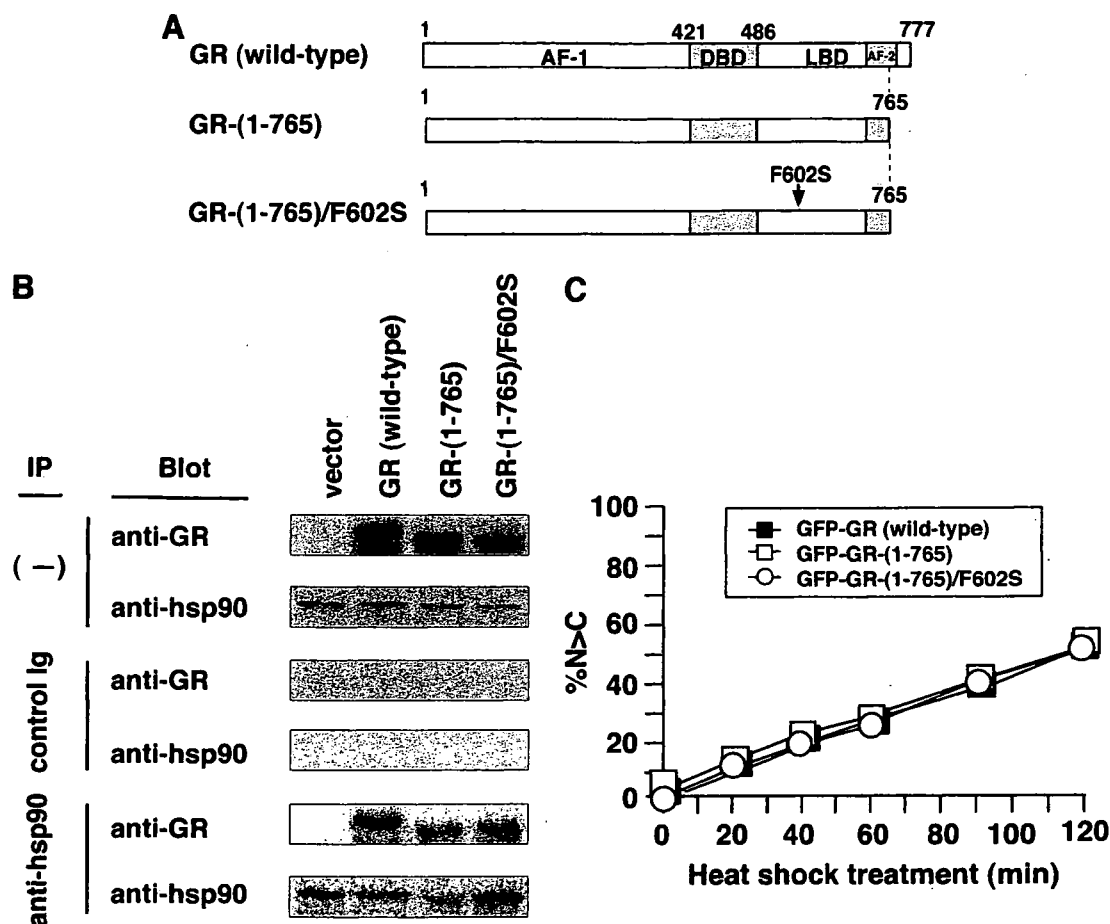 A
1 421 486 777
GR (wild-type) AF-1 DBD LBD AF-2
1 765
GR-(1-765)
F602S
1 765
GR-(1-765)/F602S
B
vector
GR (wild-type)
GR-(1-765)
GR-(1-765)/F602S
IP Blot
(—)
anti-GR
anti-hsp90
control Ig
anti-GR
anti-hsp90
anti-hsp90
anti-GR
anti-hsp90
C
GFP-GR (wild-type)
GFP-GR-(1-765)
GFP-GR-(1-765)/F602S
%N>C
100
80
60
40
20
0
0 20 40 60 80 100 120
Heat shock treatment (min)